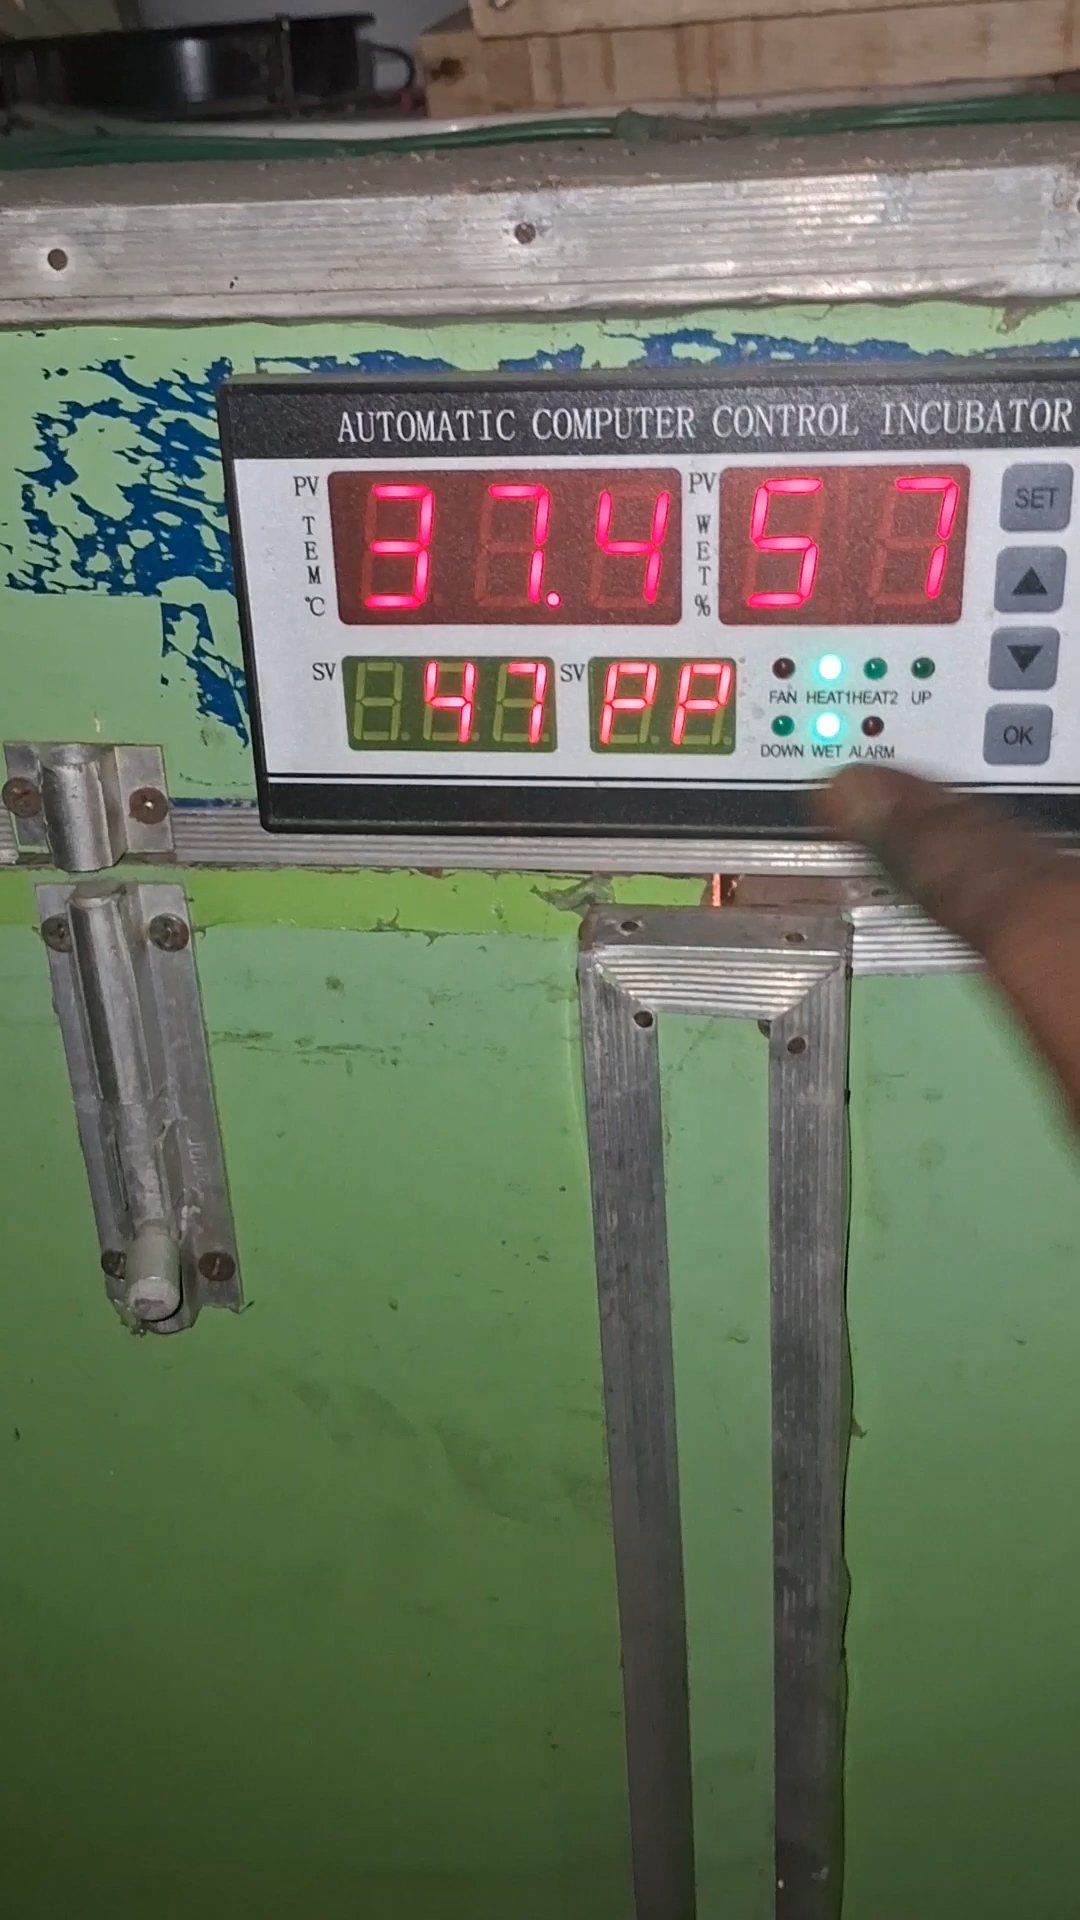 AUTOMATIC COMPUTER CONTROL INCUBATOR
PV TEM °C 37.4 PV WET % 57 SET
SV 47 SV PP
FAN HEAT1 HEAT2 UP
DOWN WET ALARM
OK